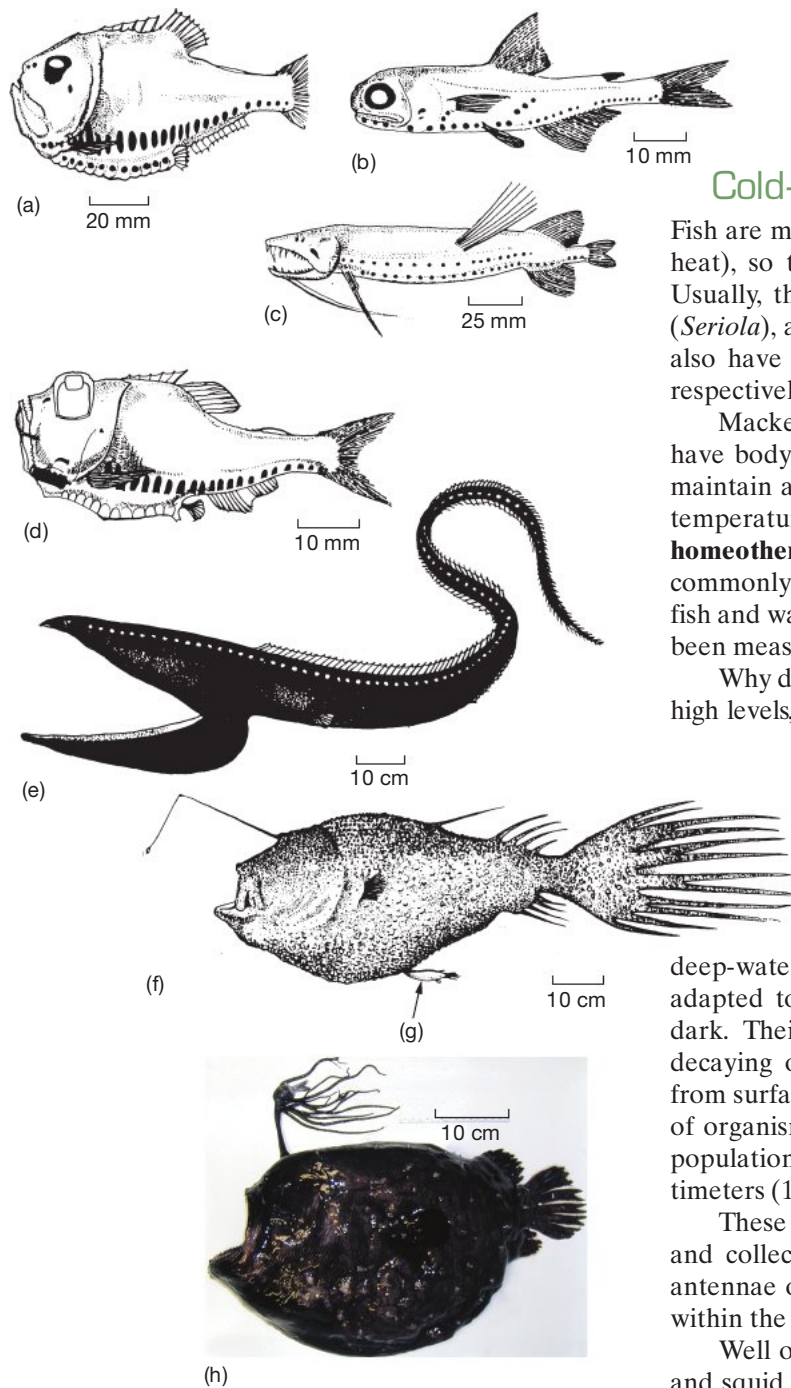 (a)
20 mm
(b)
10 mm
(c)
25 mm
(d)
10 mm
(e)
10 cm
(f)
10 cm
(g)
10 cm
(h)
Cold-
Fish are m
heat), so t
Usually, th
(Seriola), a
also have
respectivel
Macke
have body
maintain a
temperatur
homeother
commonly
fish and wa
been meas
Why d
high levels,
deep-wate
adapted to
dark. Thei
decaying o
from surfa
of organism
population
timeters (1
These
and collec
antennae o
within the
Well o
and squid